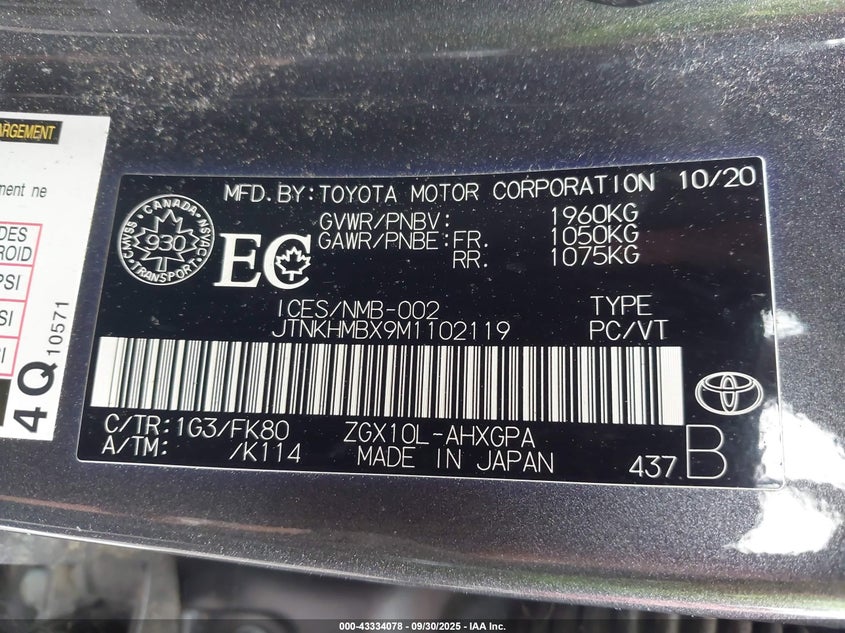 ARGEMENT
ment ne
DES
ROID
PSI
SI
I
4Q 10571
MFD. BY: TOYOTA MOTOR CORPORATION 10/20
GVWR/PNBV: 1960KG
GAWR/PNBE: FR. 1050KG
RR. 1075KG
CANADA
CMVSS NSVAC
930
TRANSPORT
EC
ICES/NMB-002 TYPE
JTNKHMBX9M1102119 PC/VT
C/TR: 1G3/FK80 ZGX10L-AHXGPA
A/TM: /K114 MADE IN JAPAN 437 B
000-43334078 - 09/30/2025 - IAA Inc.